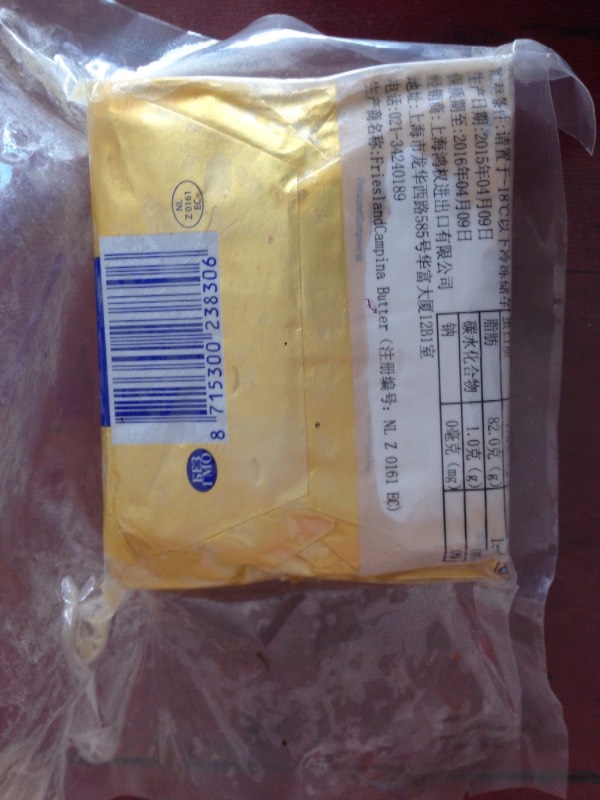 请置于-18℃以下冷冻储存
生产日期:2015年04月09日
保质期至:2016年04月09日
经销商:上海鸿权进出口有限公司
地址:上海市龙华西路585号华富大厦12B1室
电话:021-34240189
生产商名称:FrieslandCampina Butter (注册编号: NL Z 0161 EC)
脂肪 82.0克 (g)
碳水化合物 1.0克 (g)
钠 0毫克 (mg)
NL
Z 0161
EC
8 715300 238306
БЕЗ
ГМО